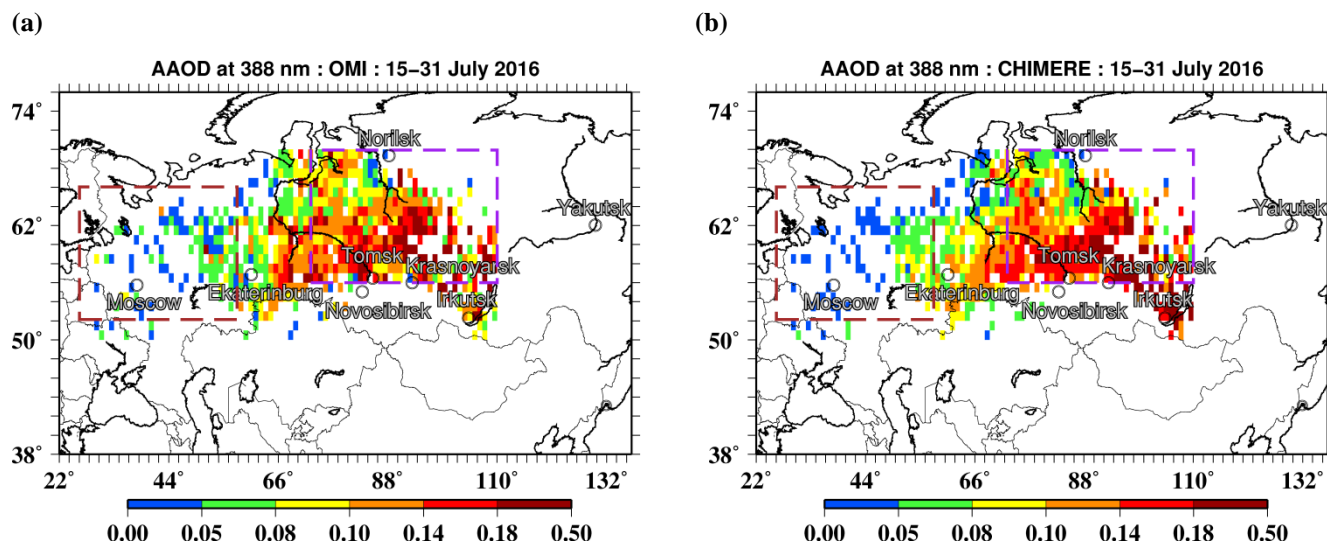 (a)
(b)
AAOD at 388 nm : OMI : 15−31 July 2016
AAOD at 388 nm : CHIMERE : 15−31 July 2016
74˚
62˚
50˚
38˚
22˚
44˚
66˚
88˚
110˚
132˚
Norilsk
Yakutsk
Tomsk
Krasnoyarsk
Moscow
Ekaterinburg
Irkutsk
Novosibirsk
0.00
0.05
0.08
0.10
0.14
0.18
0.50
74˚
62˚
50˚
38˚
22˚
44˚
66˚
88˚
110˚
132˚
Norilsk
Yakutsk
Tomsk
Krasnoyarsk
Moscow
Ekaterinburg
Irkutsk
Novosibirsk
0.00
0.05
0.08
0.10
0.14
0.18
0.50